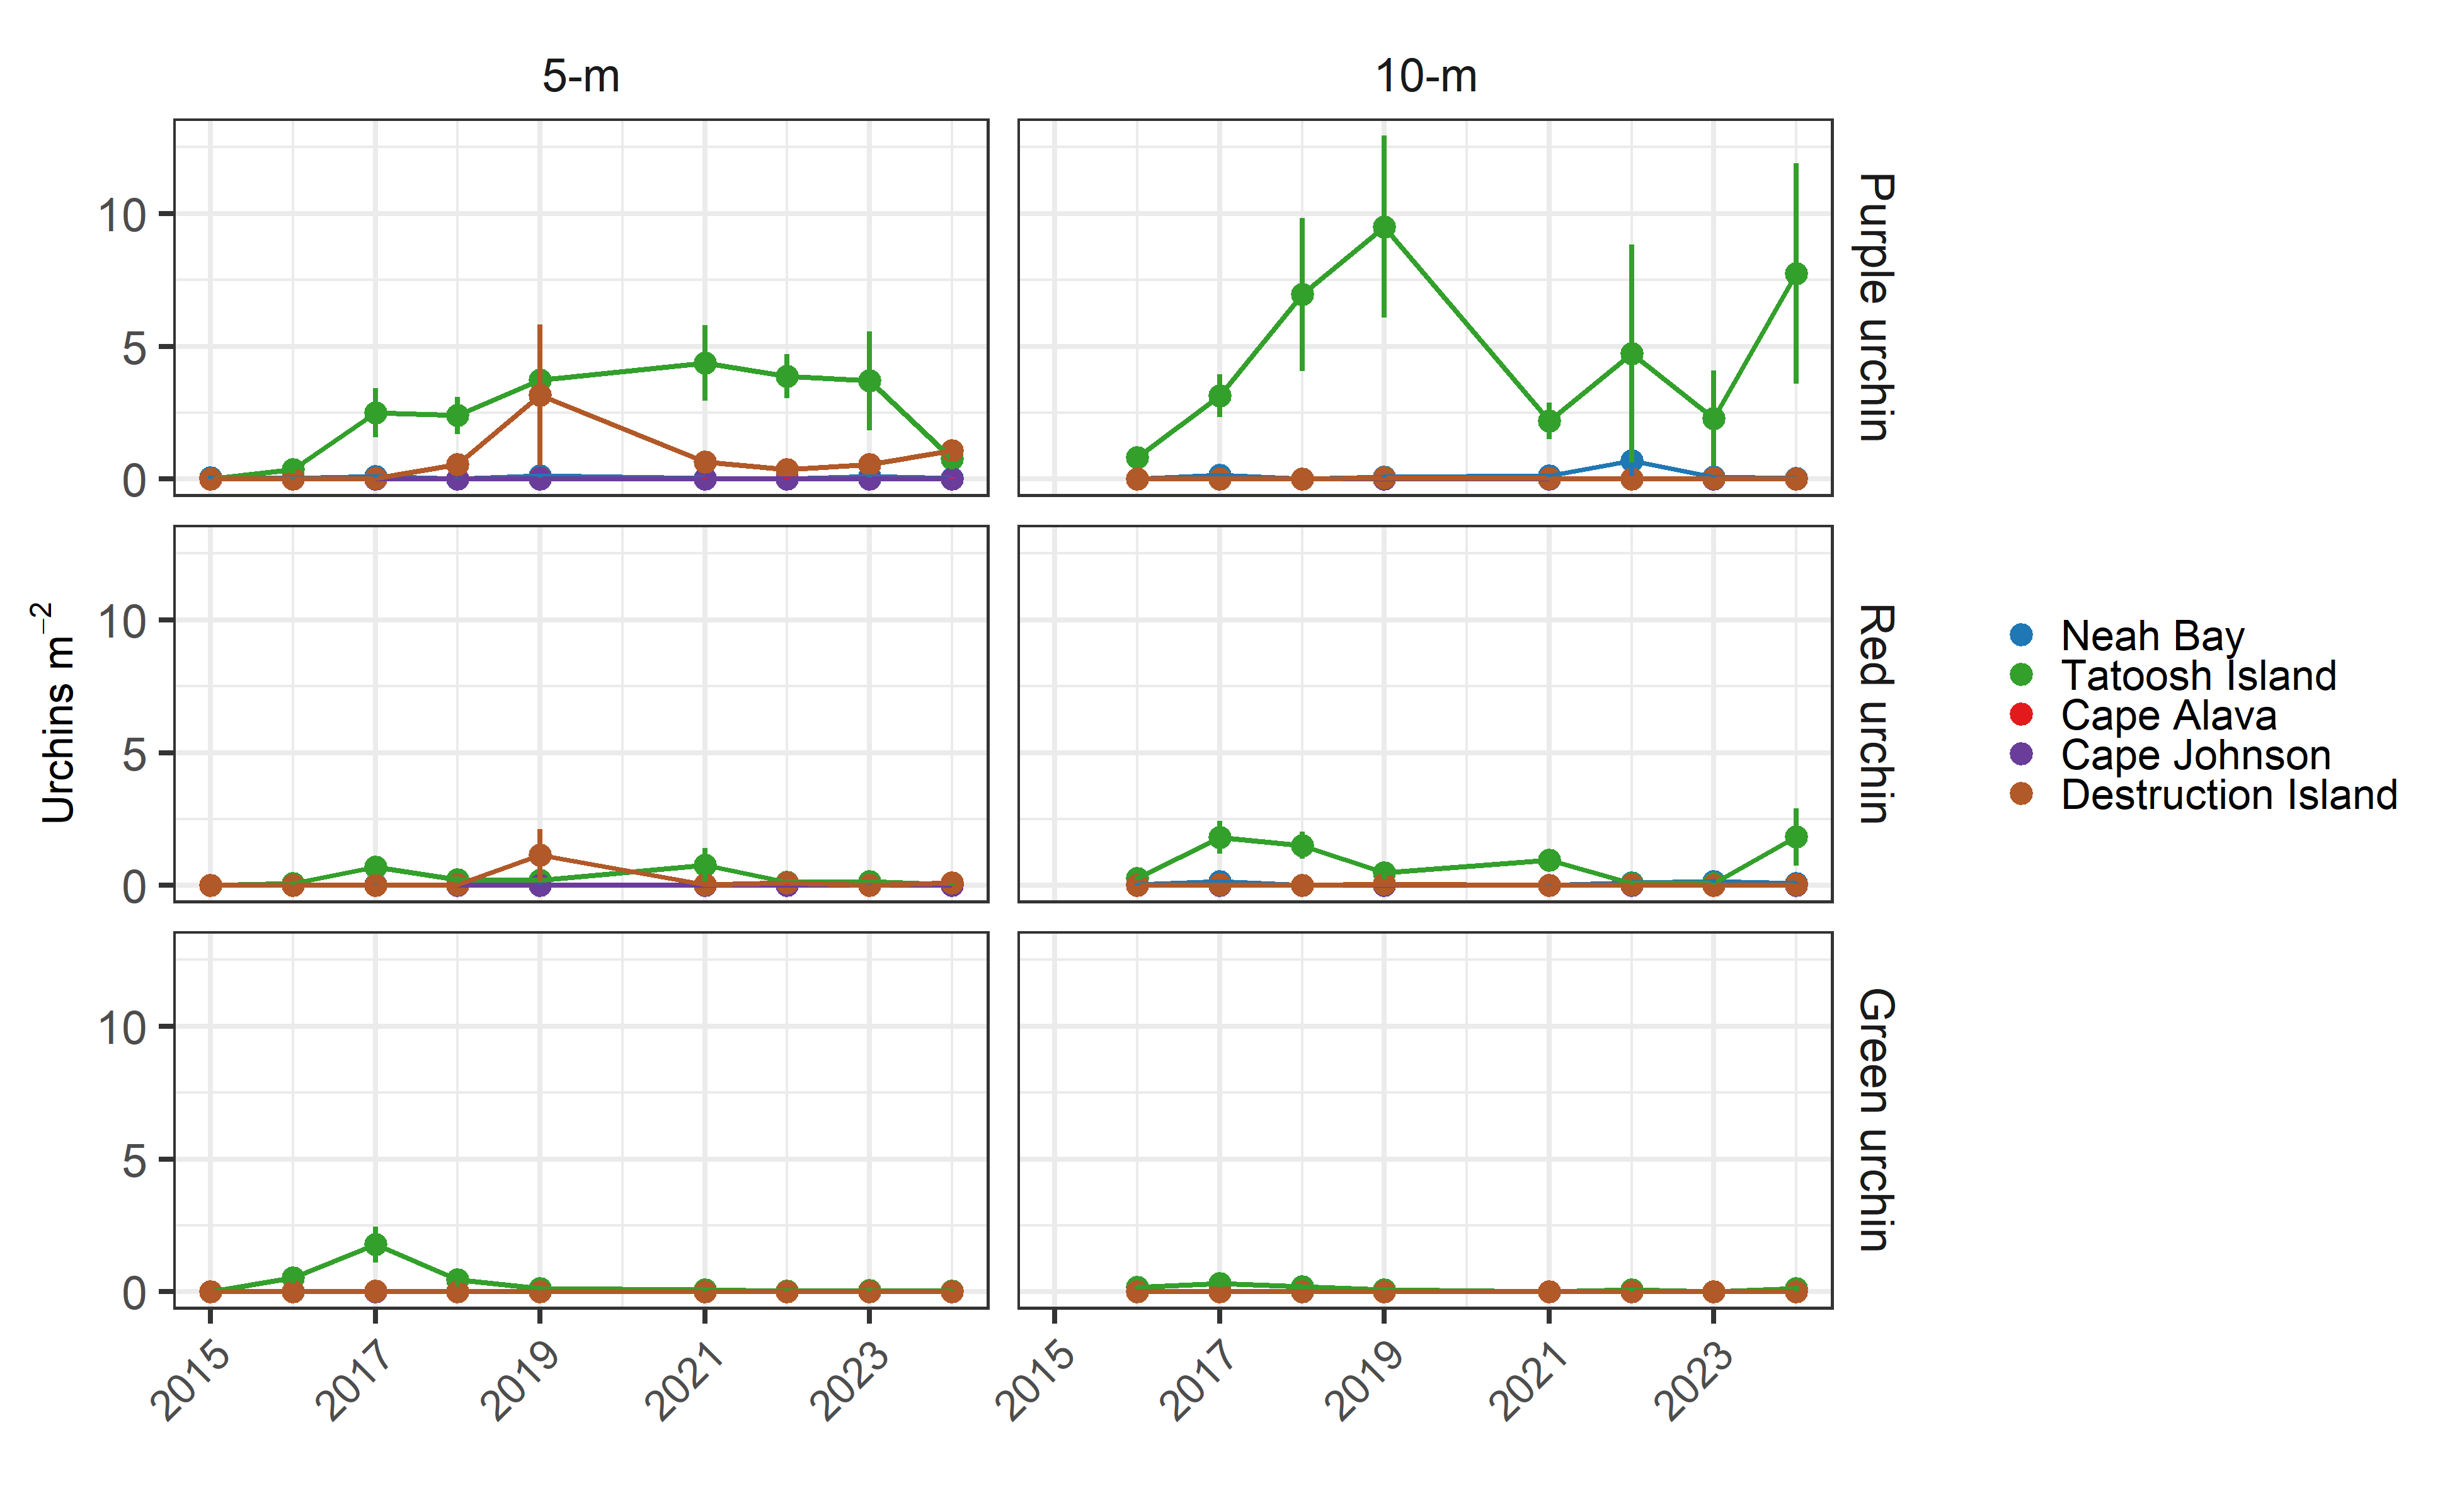 5-m
10-m
10
5
0
Purple urchin
Urchins m⁻²
10
5
0
Red urchin
Neah Bay
Tatoosh Island
Cape Alava
Cape Johnson
Destruction Island
10
5
0
Green urchin
2015
2017
2019
2021
2023
2015
2017
2019
2021
2023